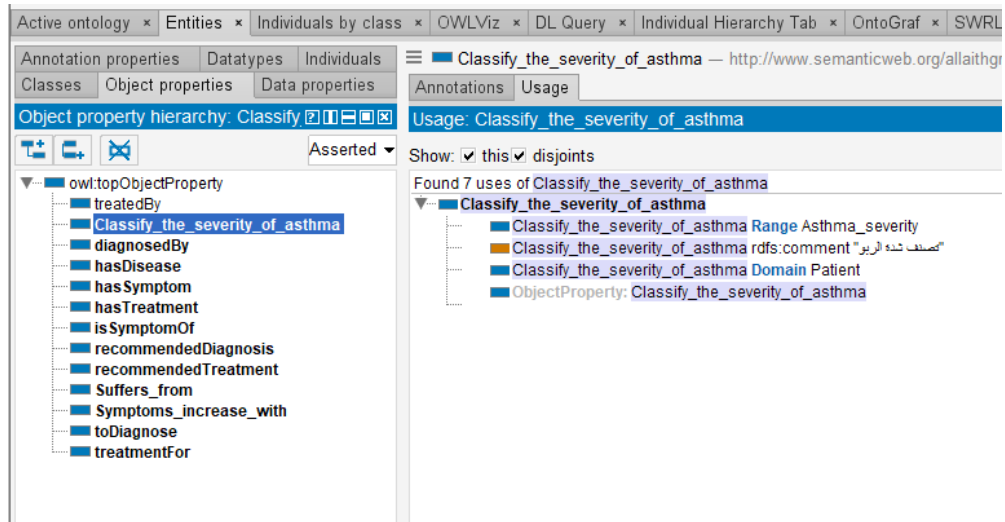 Active ontology × Entities × Individuals by class × OWLViz × DL Query × Individual Hierarchy Tab × OntoGraf × SWRL
Annotation properties Datatypes Individuals
Classes Object properties Data properties
Object property hierarchy: Classify
Asserted
owl:topObjectProperty
treatedBy
Classify_the_severity_of_asthma
diagnosedBy
hasDisease
hasSymptom
hasTreatment
isSymptomOf
recommendedDiagnosis
recommendedTreatment
Suffers_from
Symptoms_increase_with
toDiagnose
treatmentFor
Classify_the_severity_of_asthma — http://www.semanticweb.org/allaithgr
Annotations Usage
Usage: Classify_the_severity_of_asthma
Show: this disjoints
Found 7 uses of Classify_the_severity_of_asthma
Classify_the_severity_of_asthma
Classify_the_severity_of_asthma Range Asthma_severity
Classify_the_severity_of_asthma rdfs:comment "تصنف شدة الربو"
Classify_the_severity_of_asthma Domain Patient
ObjectProperty: Classify_the_severity_of_asthma